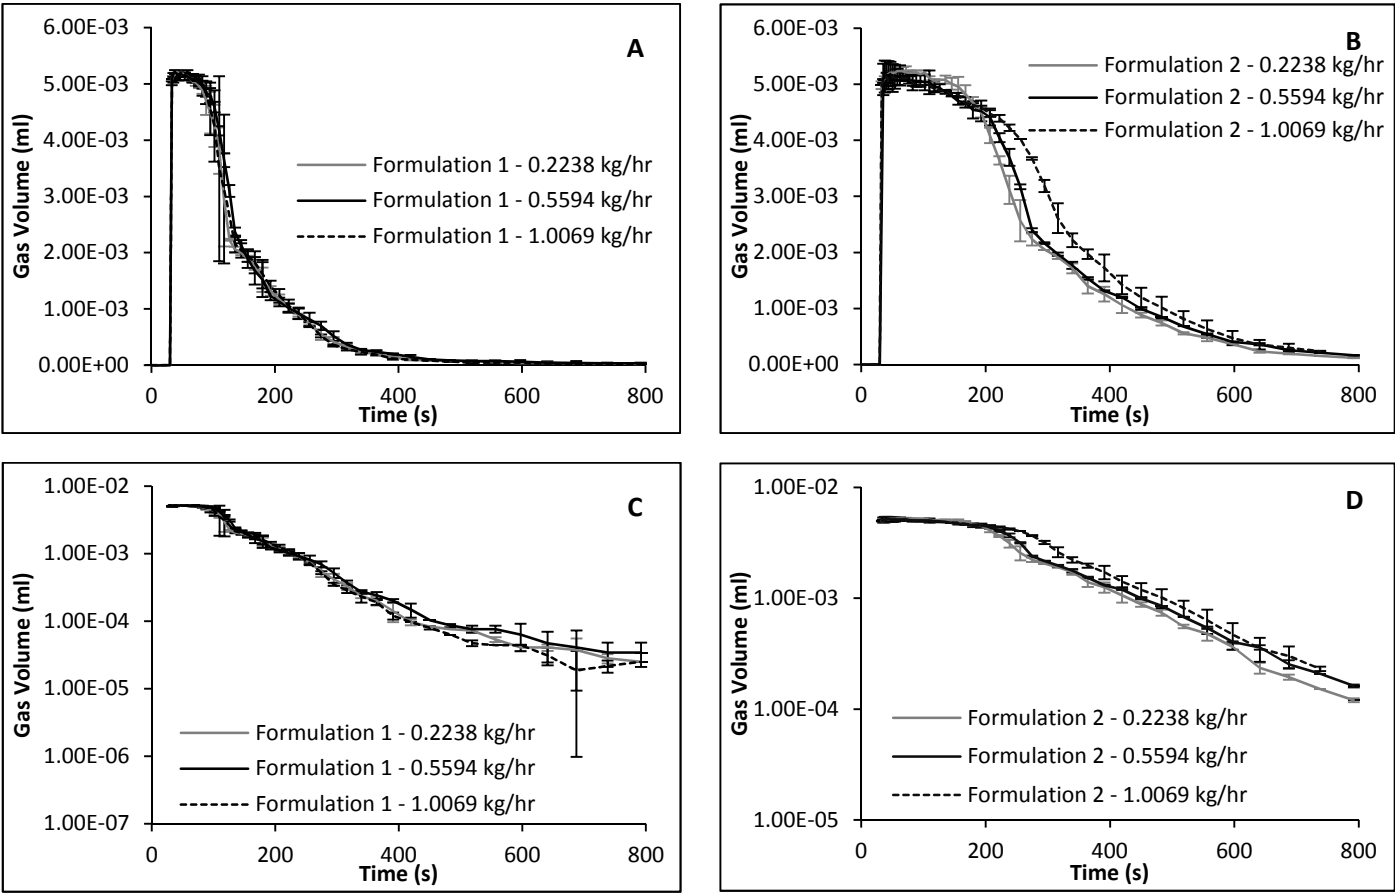 A
6.00E-03
5.00E-03
4.00E-03
3.00E-03
2.00E-03
1.00E-03
0.00E+00
Gas Volume (ml)
Formulation 1 - 0.2238 kg/hr
Formulation 1 - 0.5594 kg/hr
Formulation 1 - 1.0069 kg/hr
0 200 400 600 800
Time (s)
B
6.00E-03
5.00E-03
4.00E-03
3.00E-03
2.00E-03
1.00E-03
0.00E+00
Gas Volume (ml)
Formulation 2 - 0.2238 kg/hr
Formulation 2 - 0.5594 kg/hr
Formulation 2 - 1.0069 kg/hr
0 200 400 600 800
Time (s)
C
1.00E-02
1.00E-03
1.00E-04
1.00E-05
1.00E-06
1.00E-07
Gas Volume (ml)
Formulation 1 - 0.2238 kg/hr
Formulation 1 - 0.5594 kg/hr
Formulation 1 - 1.0069 kg/hr
0 200 400 600 800
Time (s)
D
1.00E-02
1.00E-03
1.00E-04
1.00E-05
Gas Volume (ml)
Formulation 2 - 0.2238 kg/hr
Formulation 2 - 0.5594 kg/hr
Formulation 2 - 1.0069 kg/hr
0 200 400 600 800
Time (s)